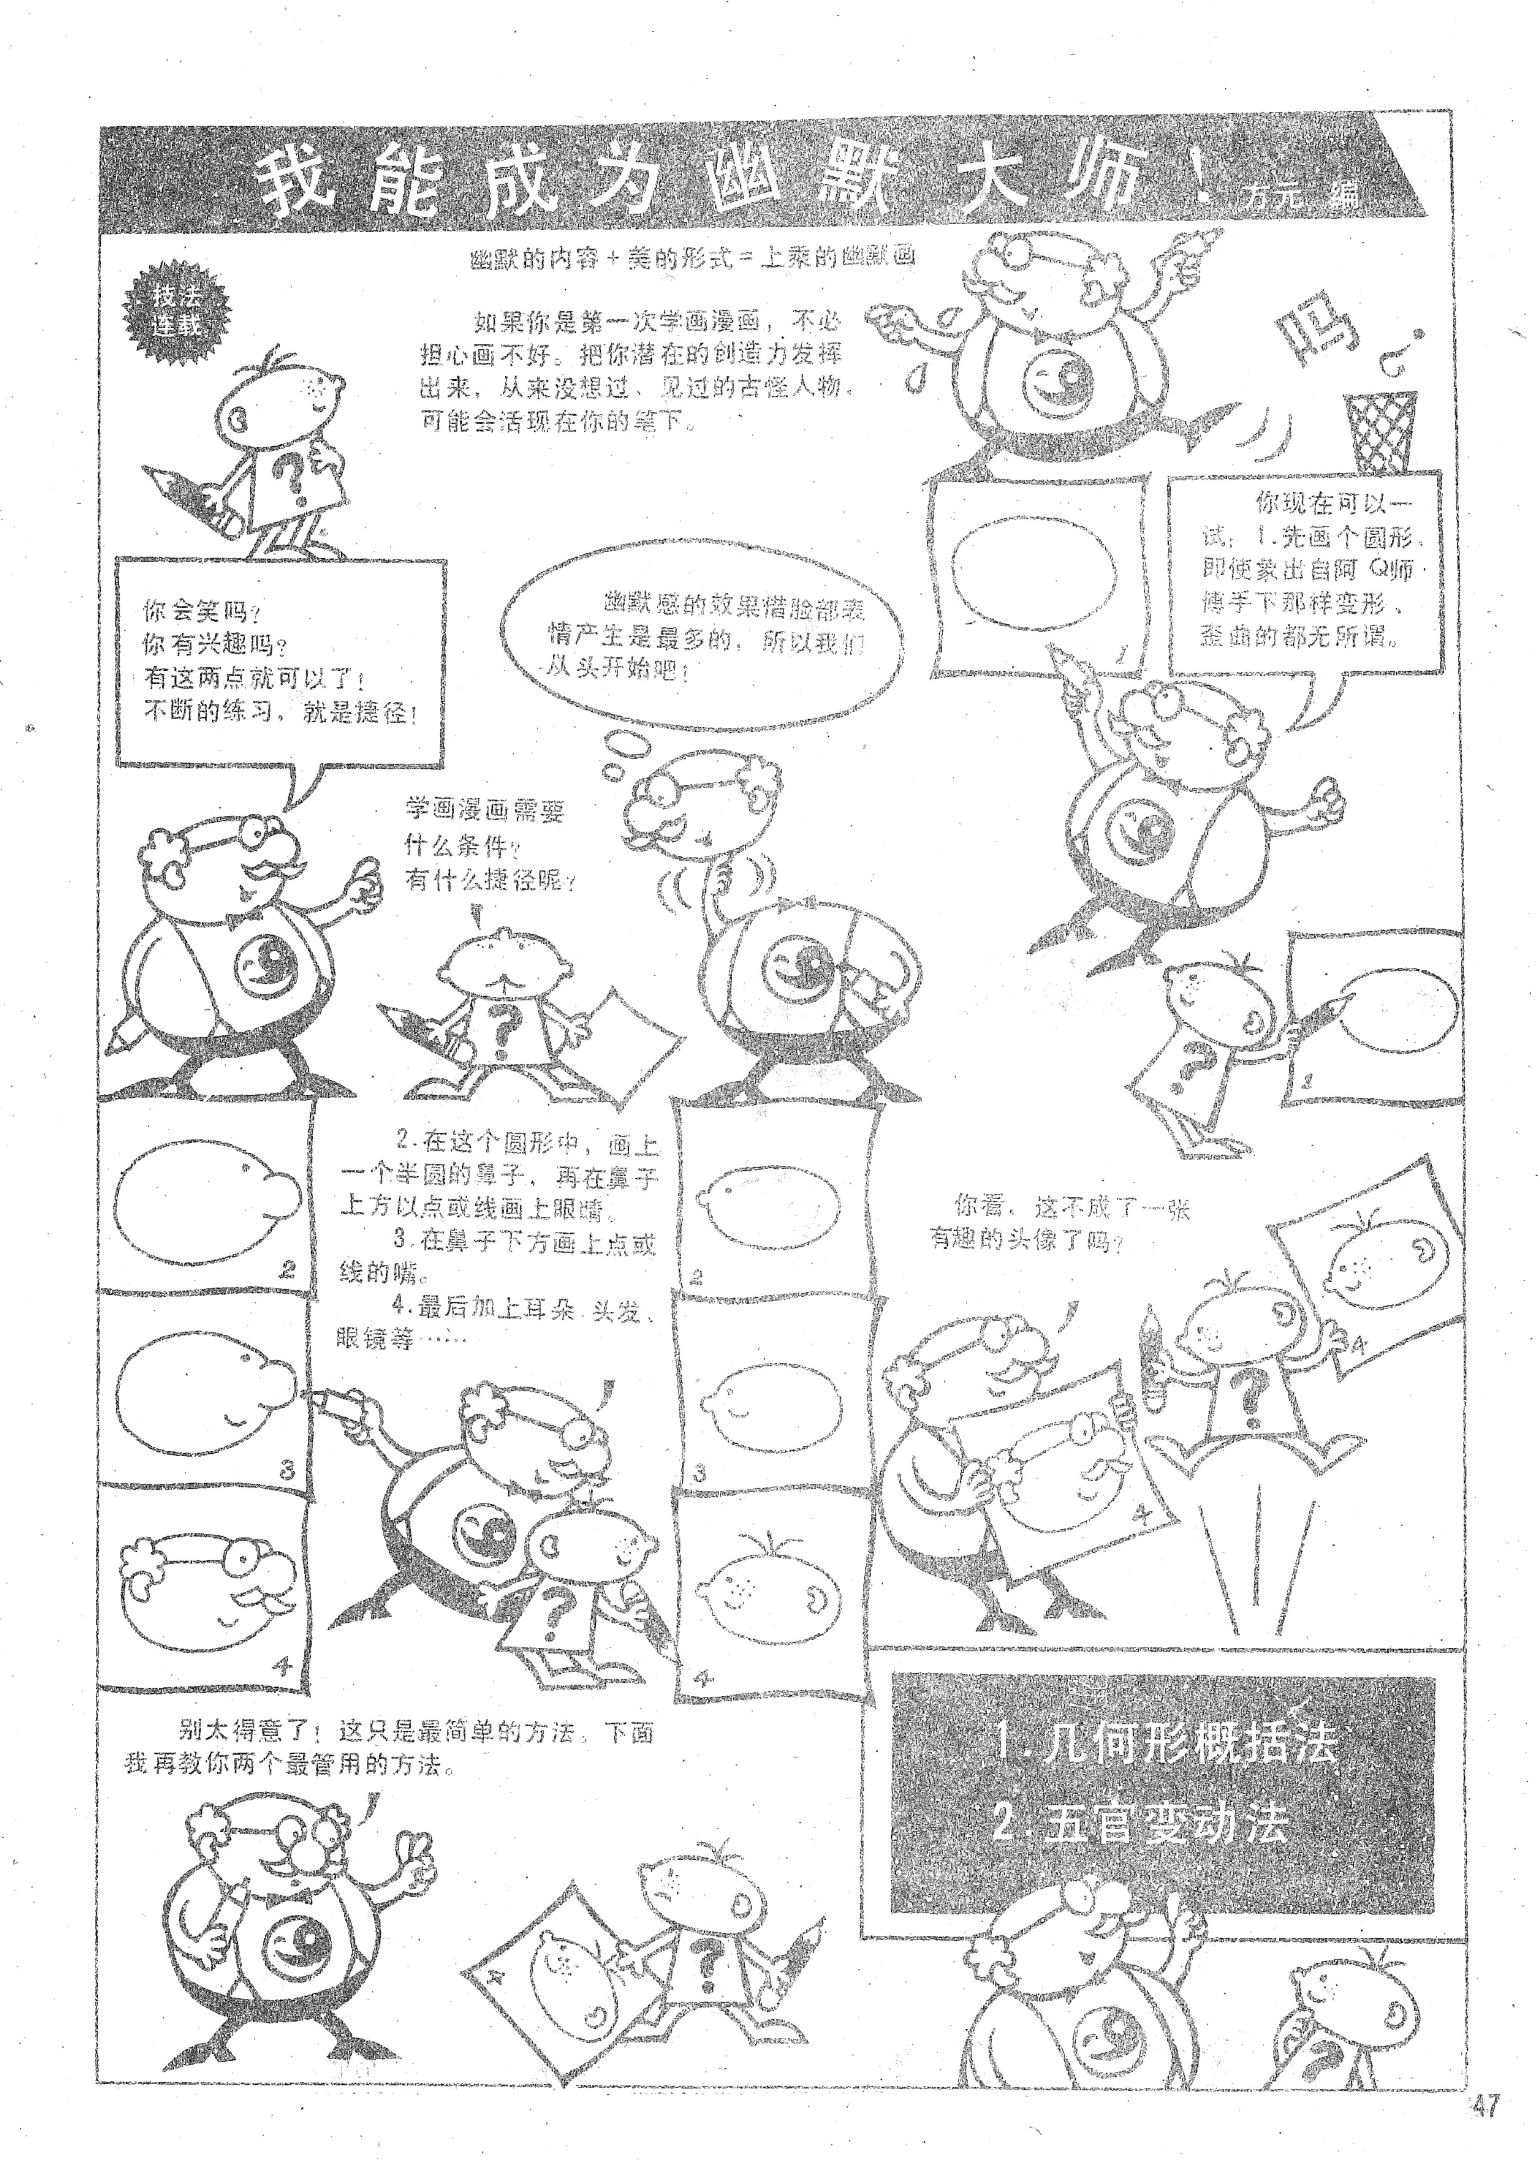 我能成为幽默大师！
方元 编
幽默的内容+美的形式=上乘的幽默画
技法
连载
如果你是第一次学画漫画，不必
担心画不好。把你潜在的创造力发挥
出来，从来没想过、见过的古怪人物，
可能会活现在你的笔下。
呜
你会笑吗？
你有兴趣吗？
有这两点就可以了！
不断的练习，就是捷径！
学画漫画需要
什么条件？
有什么捷径呢？
?
?
幽默感的效果借脸部表
情产生是最多的，所以我们
从头开始吧！
你现在可以一
试：1.先画个圆形，
即使象出自阿Q师
傅手下那样变形、
歪曲的都无所谓。
1
1
?
2.在这个圆形中，画上
一个半圆的鼻子，再在鼻子
上方以点或线画上眼睛。
3.在鼻子下方画上点或
线的嘴。
4.最后加上耳朵、头发、
眼镜等……
2
3
4
2
3
4
?
你看，这不成了一张
有趣的头像了吗？
4
4
?
别太得意了！这只是最简单的方法。下面
我再教你两个最管用的方法。
4
?
1.几何形概括法
2.五官变动法
?
47